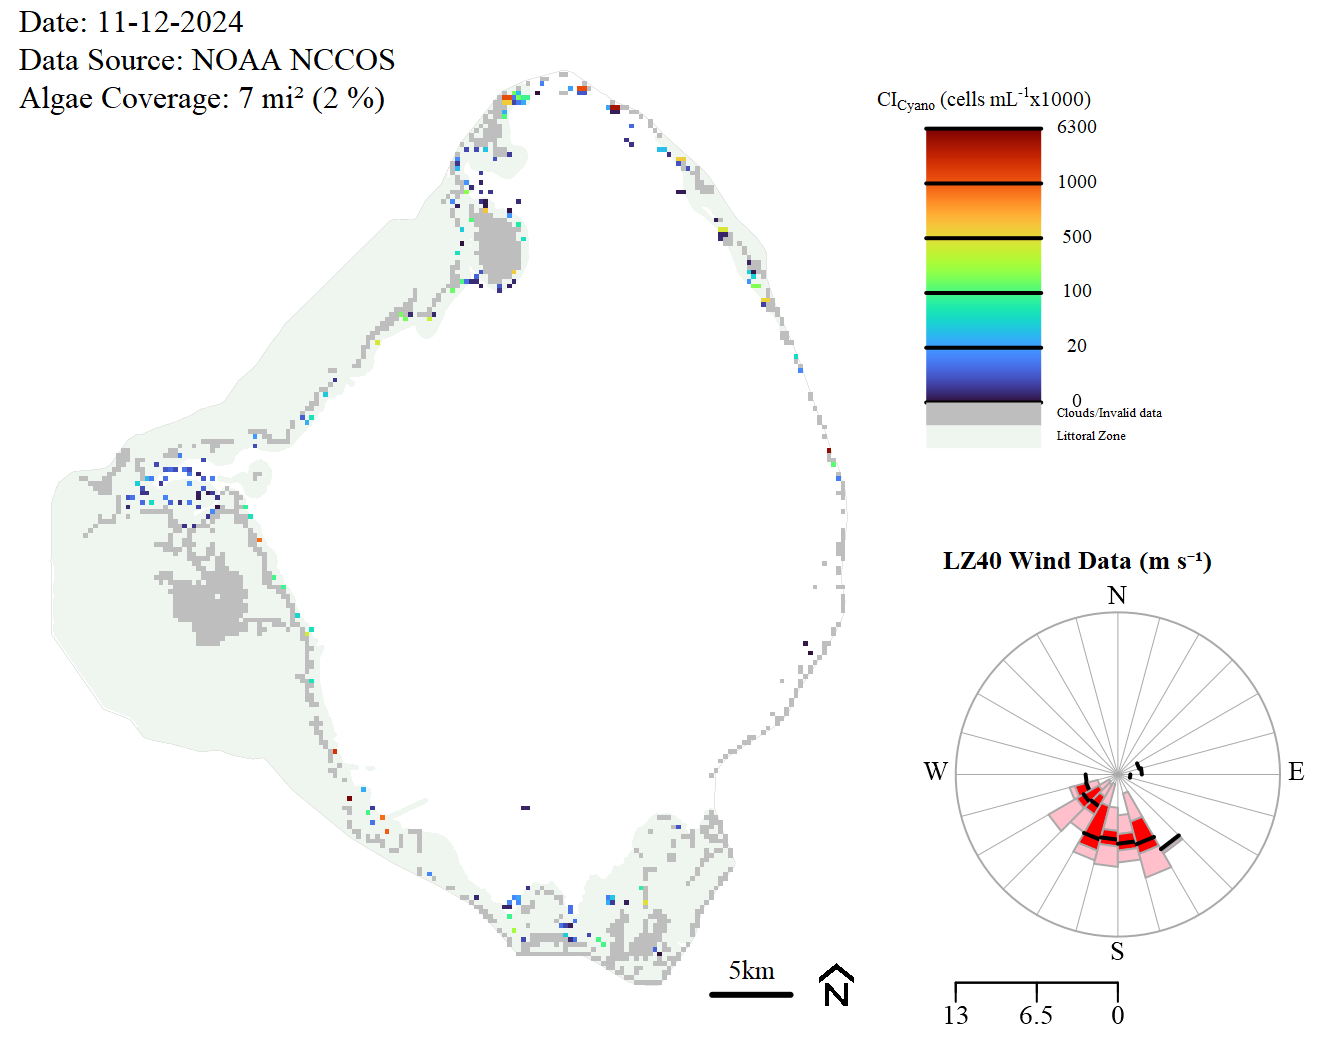 Date: 11-12-2024
Data Source: NOAA NCCOS
Algae Coverage: 7 mi² (2 %)
CI_Cyano (cells mL⁻¹x1000)
6300
1000
500
100
20
0
Clouds/Invalid data
Littoral Zone
LZ40 Wind Data (m s⁻¹)
N
W
E
S
5km
N
13
6.5
0